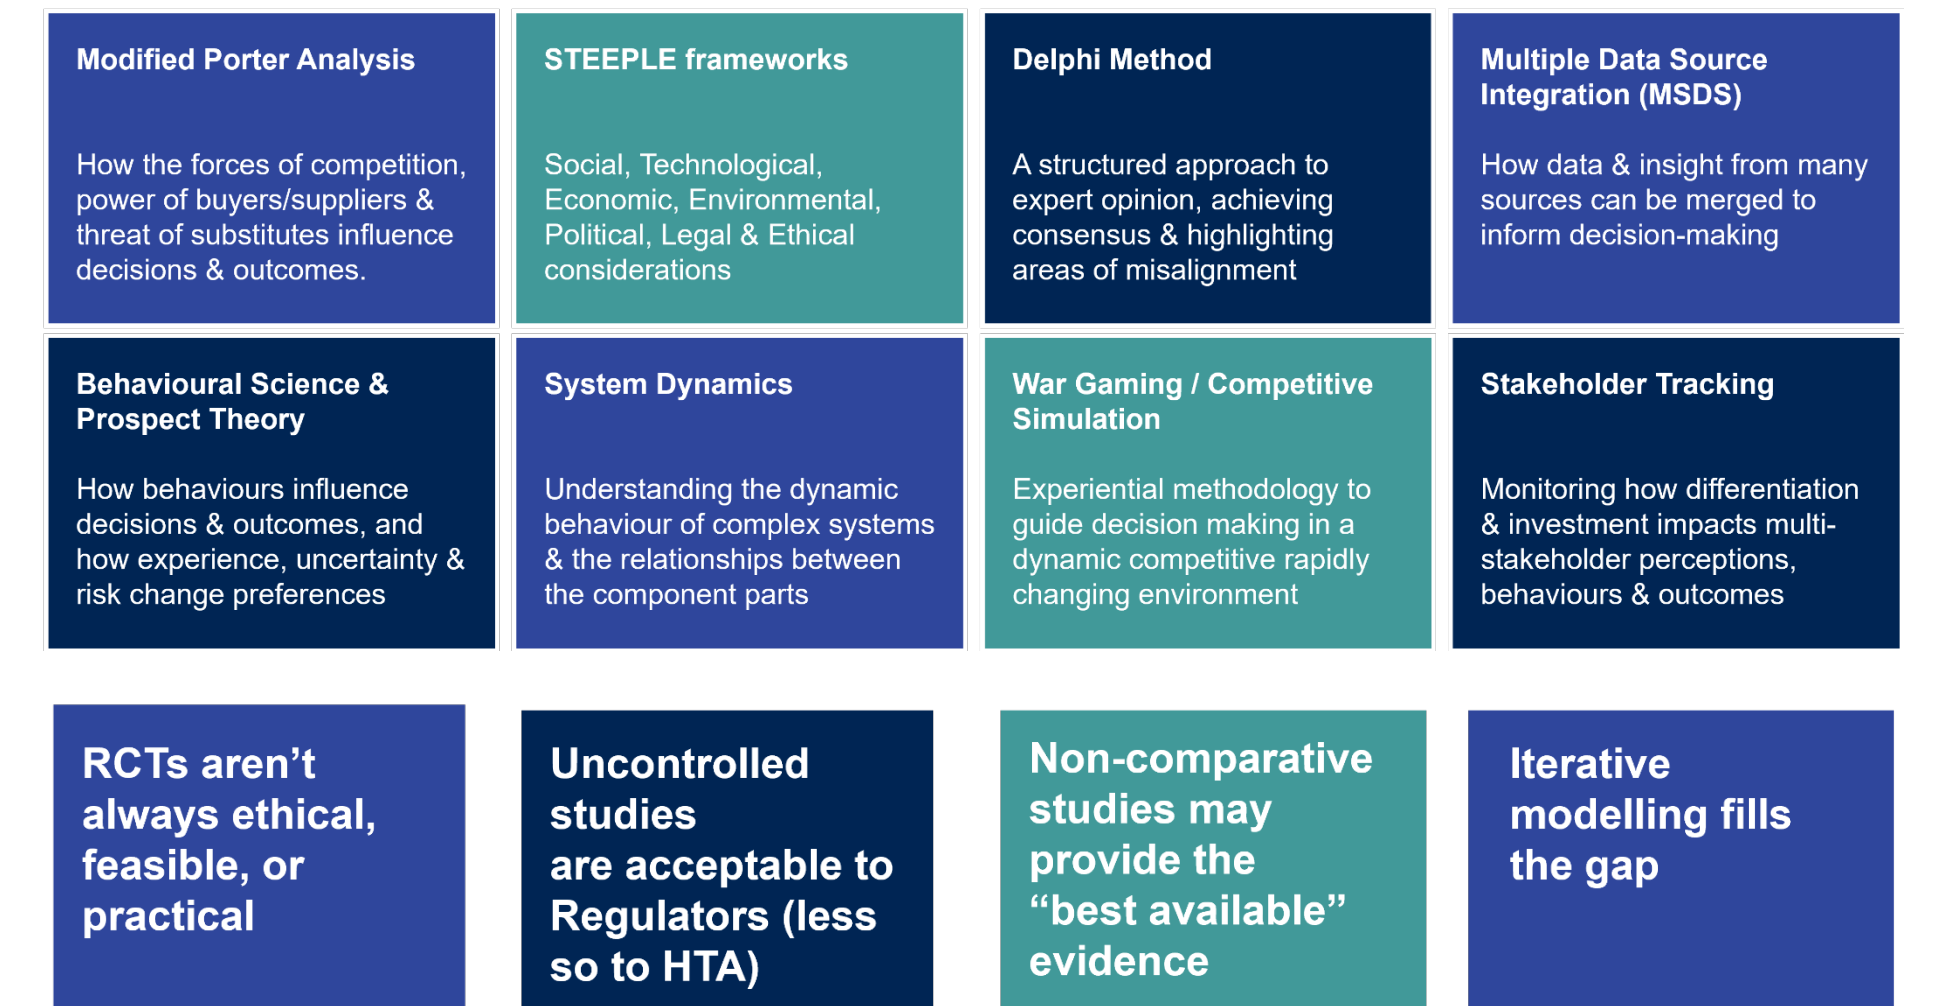 Modified Porter Analysis
How the forces of competition,
power of buyers/suppliers &
threat of substitutes influence
decisions & outcomes.
STEEPLE frameworks
Social, Technological,
Economic, Environmental,
Political, Legal & Ethical
considerations
Delphi Method
A structured approach to
expert opinion, achieving
consensus & highlighting
areas of misalignment
Multiple Data Source
Integration (MSDS)
How data & insight from many
sources can be merged to
inform decision-making
Behavioural Science &
Prospect Theory
How behaviours influence
decisions & outcomes, and
how experience, uncertainty &
risk change preferences
System Dynamics
Understanding the dynamic
behaviour of complex systems
& the relationships between
the component parts
War Gaming / Competitive
Simulation
Experiential methodology to
guide decision making in a
dynamic competitive rapidly
changing environment
Stakeholder Tracking
Monitoring how differentiation
& investment impacts multi-
stakeholder perceptions,
behaviours & outcomes
RCTs aren’t
always ethical,
feasible, or
practical
Uncontrolled
studies
are acceptable to
Regulators (less
so to HTA)
Non-comparative
studies may
provide the
“best available”
evidence
Iterative
modelling fills
the gap